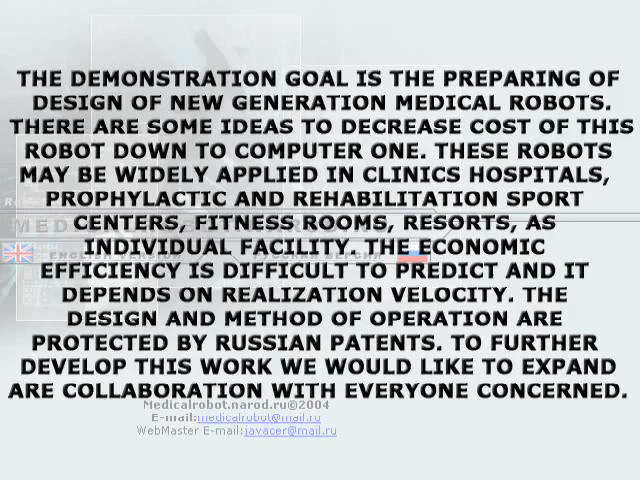 THE DEMONSTRATION GOAL IS THE PREPARING OF
DESIGN OF NEW GENERATION MEDICAL ROBOTS.
THERE ARE SOME IDEAS TO DECREASE COST OF THIS
ROBOT DOWN TO COMPUTER ONE. THESE ROBOTS
MAY BE WIDELY APPLIED IN CLINICS HOSPITALS,
PROPHYLACTIC AND REHABILITATION SPORT
CENTERS, FITNESS ROOMS, RESORTS, AS
INDIVIDUAL FACILITY. THE ECONOMIC
ENGLISH VERSION РУССКАЯ ВЕРСИЯ
EFFICIENCY IS DIFFICULT TO PREDICT AND IT
DEPENDS ON REALIZATION VELOCITY. THE
DESIGN AND METHOD OF OPERATION ARE
PROTECTED BY RUSSIAN PATENTS. TO FURTHER
DEVELOP THIS WORK WE WOULD LIKE TO EXPAND
ARE COLLABORATION WITH EVERYONE CONCERNED.
Medicalrobot.narod.ru©2004
E-mail:medicalrobot@mail.ru
WebMaster E-mail:javacer@mail.ru